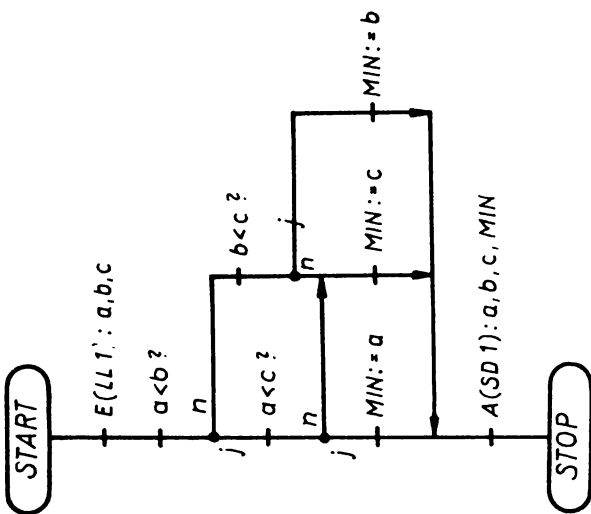 START
E(LL1): a,b,c
a<b?
n
j
b<c?
a<c?
n
j
n
j
MIN:=a
MIN:=c
MIN:=b
A(SD1): a,b,c,MIN
STOP